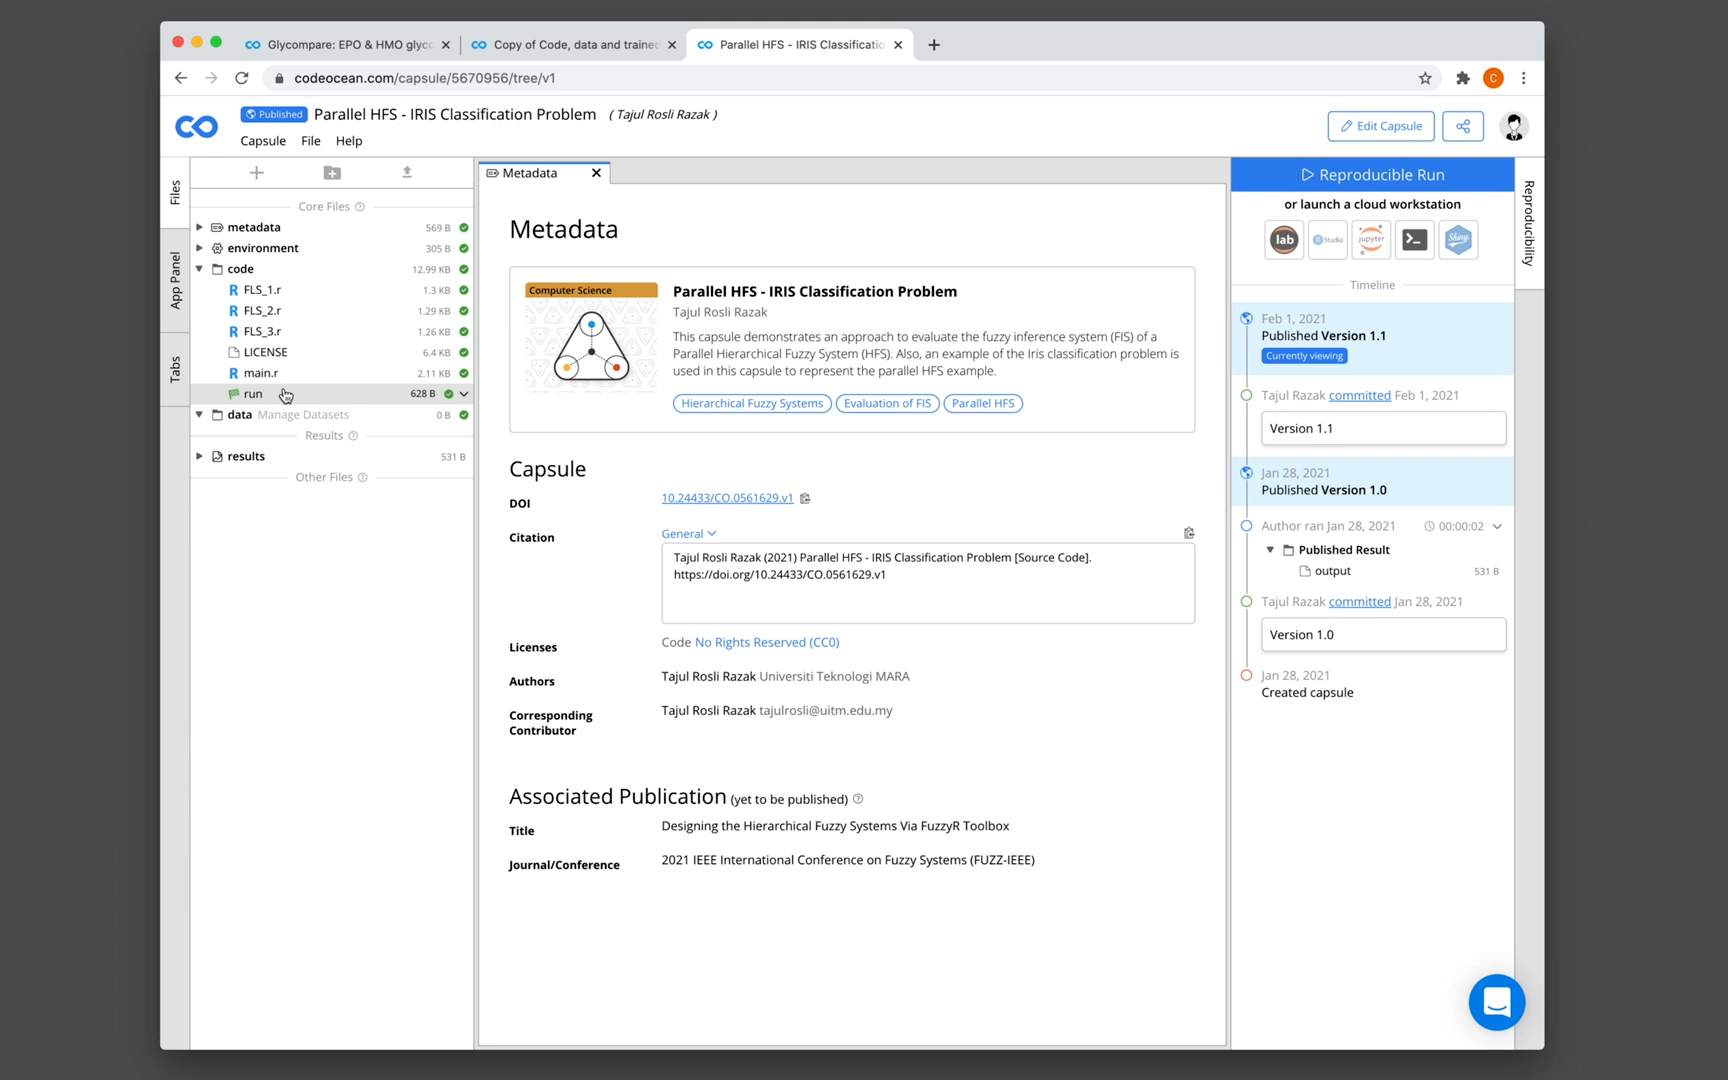 Glycompare: EPO & HMO glyc
Copy of Code, data and traine
Parallel HFS - IRIS Classificatio
codeocean.com/capsule/5670956/tree/v1
C
Published
Parallel HFS - IRIS Classification Problem
( Tajul Rosli Razak )
Capsule
File
Help
Edit Capsule
Files
App Panel
Tabs
Core Files
metadata 569 B
environment 305 B
code 12.99 KB
R FLS_1.r 1.3 KB
R FLS_2.r 1.29 KB
R FLS_3.r 1.26 KB
LICENSE 6.4 KB
R main.r 2.11 KB
run 628 B
data Manage Datasets 0 B
Results
results 531 B
Other Files
Metadata
Metadata
Computer Science
Parallel HFS - IRIS Classification Problem
Tajul Rosli Razak
This capsule demonstrates an approach to evaluate the fuzzy inference system (FIS) of a
Parallel Hierarchical Fuzzy System (HFS). Also, an example of the Iris classification problem is
used in this capsule to represent the parallel HFS example.
Hierarchical Fuzzy Systems
Evaluation of FIS
Parallel HFS
Capsule
DOI
10.24433/CO.0561629.v1
Citation
General
Tajul Rosli Razak (2021) Parallel HFS - IRIS Classification Problem [Source Code].
https://doi.org/10.24433/CO.0561629.v1
Licenses
Code No Rights Reserved (CC0)
Authors
Tajul Rosli Razak Universiti Teknologi MARA
Corresponding
Contributor
Tajul Rosli Razak tajulrosli@uitm.edu.my
Associated Publication (yet to be published)
Title
Designing the Hierarchical Fuzzy Systems Via FuzzyR Toolbox
Journal/Conference
2021 IEEE International Conference on Fuzzy Systems (FUZZ-IEEE)
Reproducible Run
or launch a cloud workstation
lab
R Studio
jupyter
Shiny
Timeline
Feb 1, 2021
Published Version 1.1
Currently viewing
Tajul Razak committed Feb 1, 2021
Version 1.1
Jan 28, 2021
Published Version 1.0
Author ran Jan 28, 2021 00:00:02
Published Result
output 531 B
Tajul Razak committed Jan 28, 2021
Version 1.0
Jan 28, 2021
Created capsule
Reproducibility